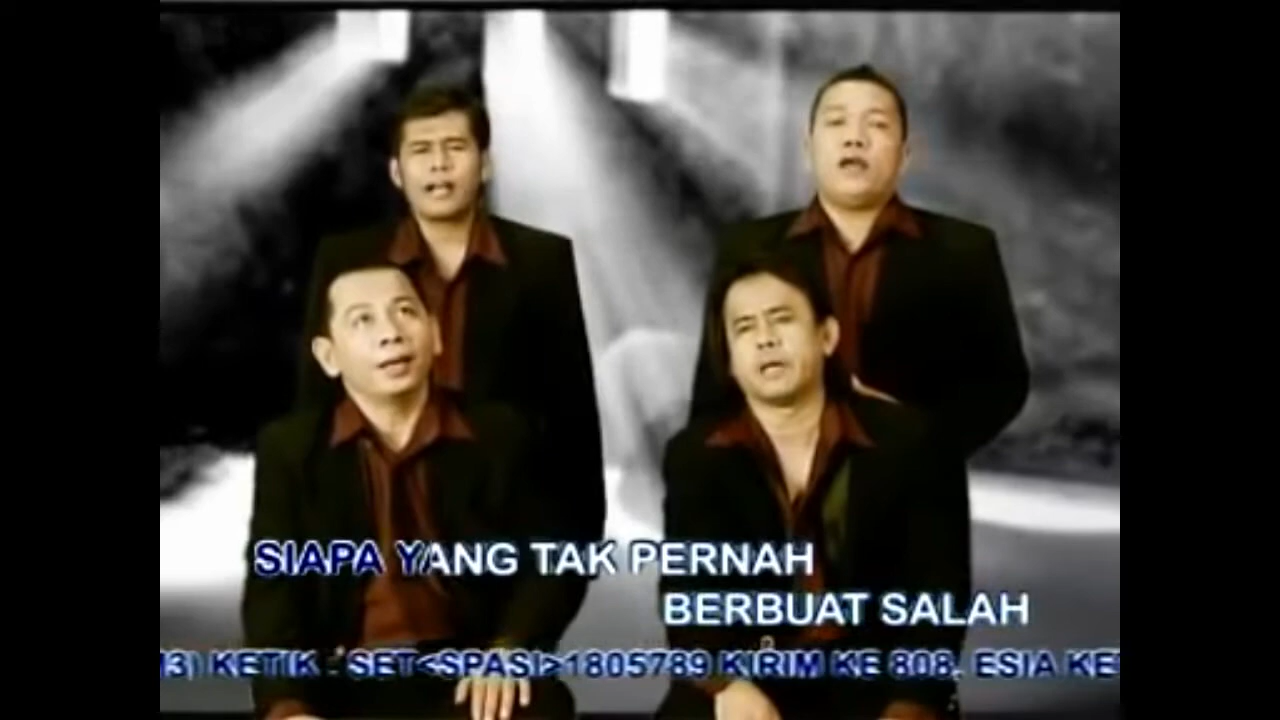 SIAPA YANG TAK PERNAH
BERBUAT SALAH
3) KETIK : SET<SPASI>1805789 KIRIM KE 808. ESIA KE